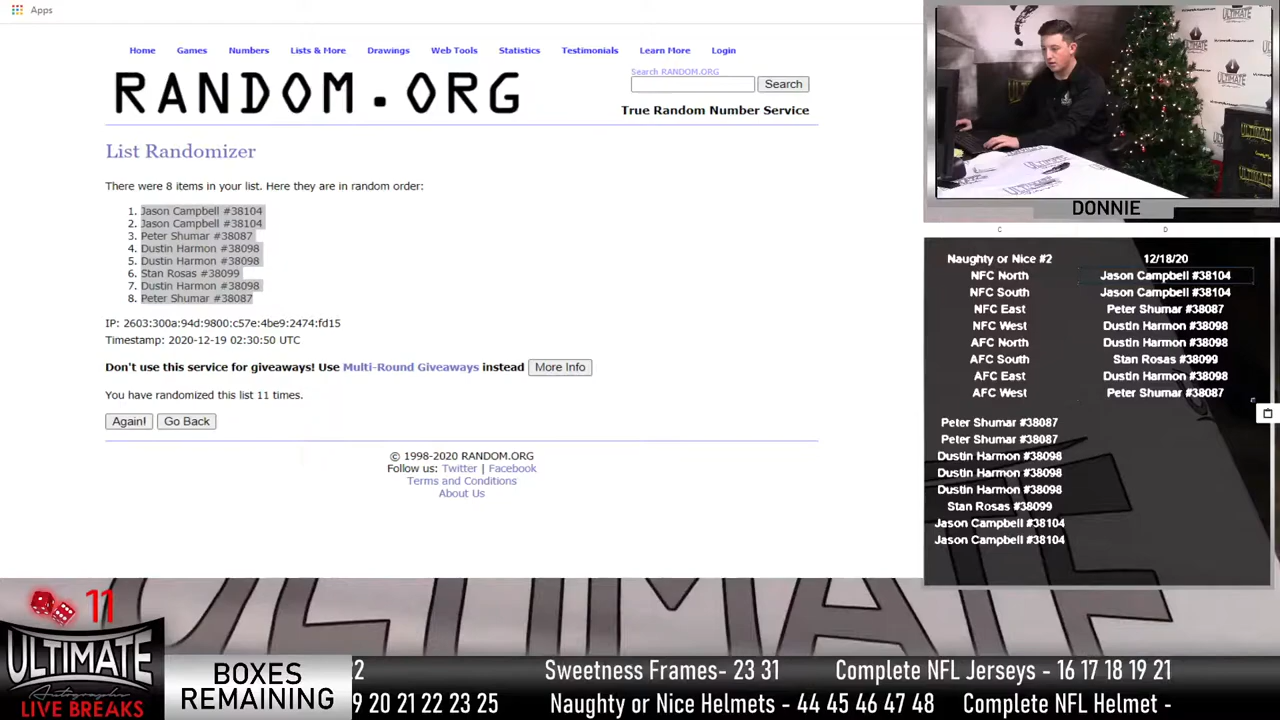 Apps
Home Games Numbers Lists & More Drawings Web Tools Statistics Testimonials Learn More Login
RANDOM.ORG
Search RANDOM.ORG
Search
True Random Number Service
List Randomizer
There were 8 items in your list. Here they are in random order:
1. Jason Campbell #38104
2. Jason Campbell #38104
3. Peter Shumar #38087
4. Dustin Harmon #38098
5. Dustin Harmon #38098
6. Stan Rosas #38099
7. Dustin Harmon #38098
8. Peter Shumar #38087
IP: 2603:300a:94d:9800:c57e:4be9:2474:fd15
Timestamp: 2020-12-19 02:30:50 UTC
Don't use this service for giveaways! Use Multi-Round Giveaways instead More Info
You have randomized this list 11 times.
Again! Go Back
© 1998-2020 RANDOM.ORG
Follow us: Twitter | Facebook
Terms and Conditions
About Us
ULTIMATE
DONNIE
C D
Naughty or Nice #2 12/18/20
NFC North Jason Campbell #38104
NFC South Jason Campbell #38104
NFC East Peter Shumar #38087
NFC West Dustin Harmon #38098
AFC North Dustin Harmon #38098
AFC South Stan Rosas #38099
AFC East Dustin Harmon #38098
AFC West Peter Shumar #38087
Peter Shumar #38087
Peter Shumar #38087
Dustin Harmon #38098
Dustin Harmon #38098
Dustin Harmon #38098
Stan Rosas #38099
Jason Campbell #38104
Jason Campbell #38104
ULTIMATE
11
ULTIMATE
Autographs
LIVE BREAKS
BOXES
REMAINING
22 Sweetness Frames- 23 31 Complete NFL Jerseys - 16 17 18 19 21
9 20 21 22 23 25 Naughty or Nice Helmets - 44 45 46 47 48 Complete NFL Helmet -